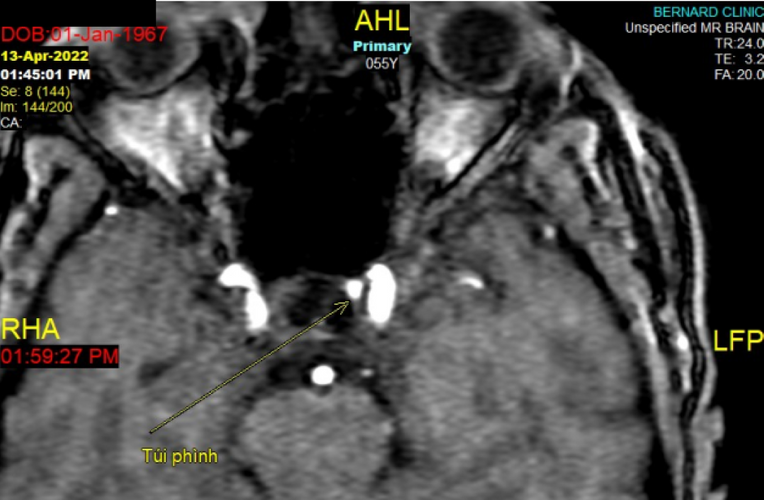 DOB:01-Jan-1967
13-Apr-2022
01:45:01 PM
Se: 8 (144)
Im: 144/200
CA:
AHL
Primary
055Y
BERNARD CLINIC
Unspecified MR BRAIN
TR:24.0
TE: 3.2
FA: 20.0
RHA
01:59:27 PM
LFP
Túi phình